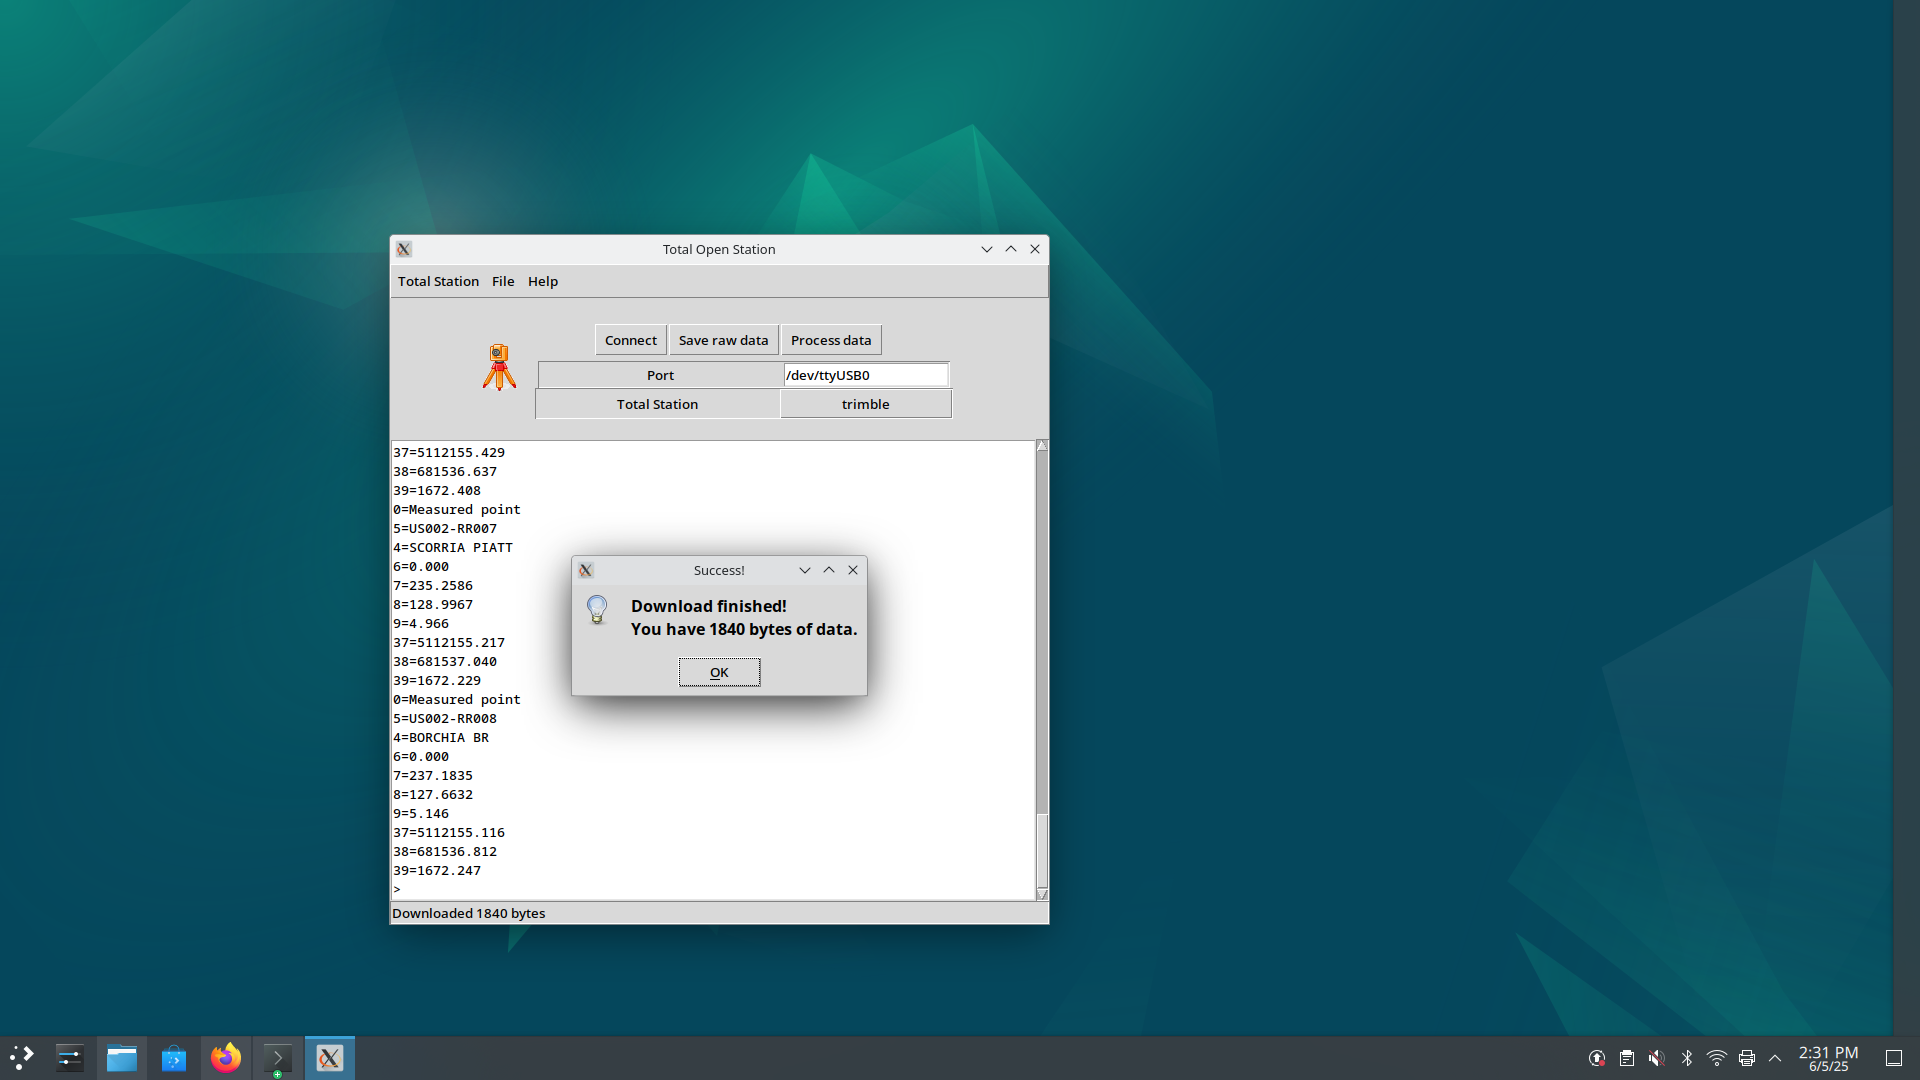 Total Open Station
Total Station File Help
Connect Save raw data Process data
Port /dev/ttyUSB0
Total Station trimble
37=5112155.429
38=681536.637
39=1672.408
0=Measured point
5=US002-RR007
4=SCORRIA PIATT
6=0.000
7=235.2586
8=128.9967
9=4.966
37=5112155.217
38=681537.040
39=1672.229
0=Measured point
5=US002-RR008
4=BORCHIA BR
6=0.000
7=237.1835
8=127.6632
9=5.146
37=5112155.116
38=681536.812
39=1672.247
>
Downloaded 1840 bytes
Success!
Download finished!
You have 1840 bytes of data.
OK
2:31 PM
6/5/25